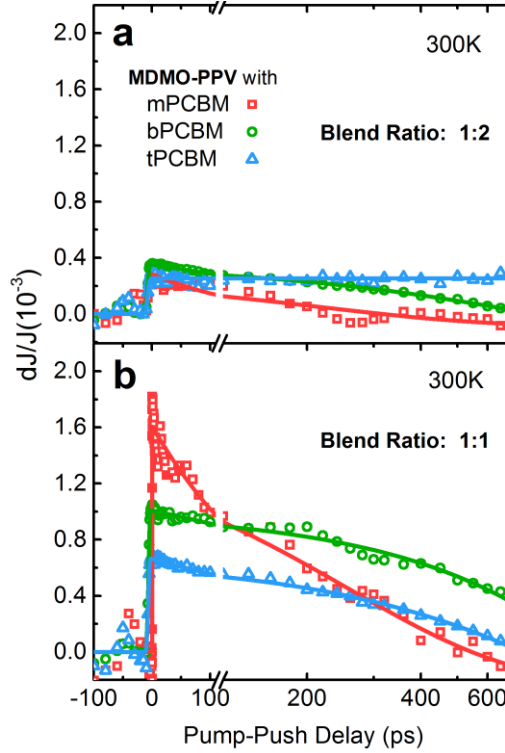 a
300K
MDMO-PPV with
mPCBM
bPCBM
tPCBM
Blend Ratio: 1:2
2.0
1.6
1.2
0.8
0.4
0.0
dJ/J(10⁻³)
b
300K
Blend Ratio: 1:1
2.0
1.6
1.2
0.8
0.4
0.0
-100 0 100 200 400 600
Pump-Push Delay (ps)